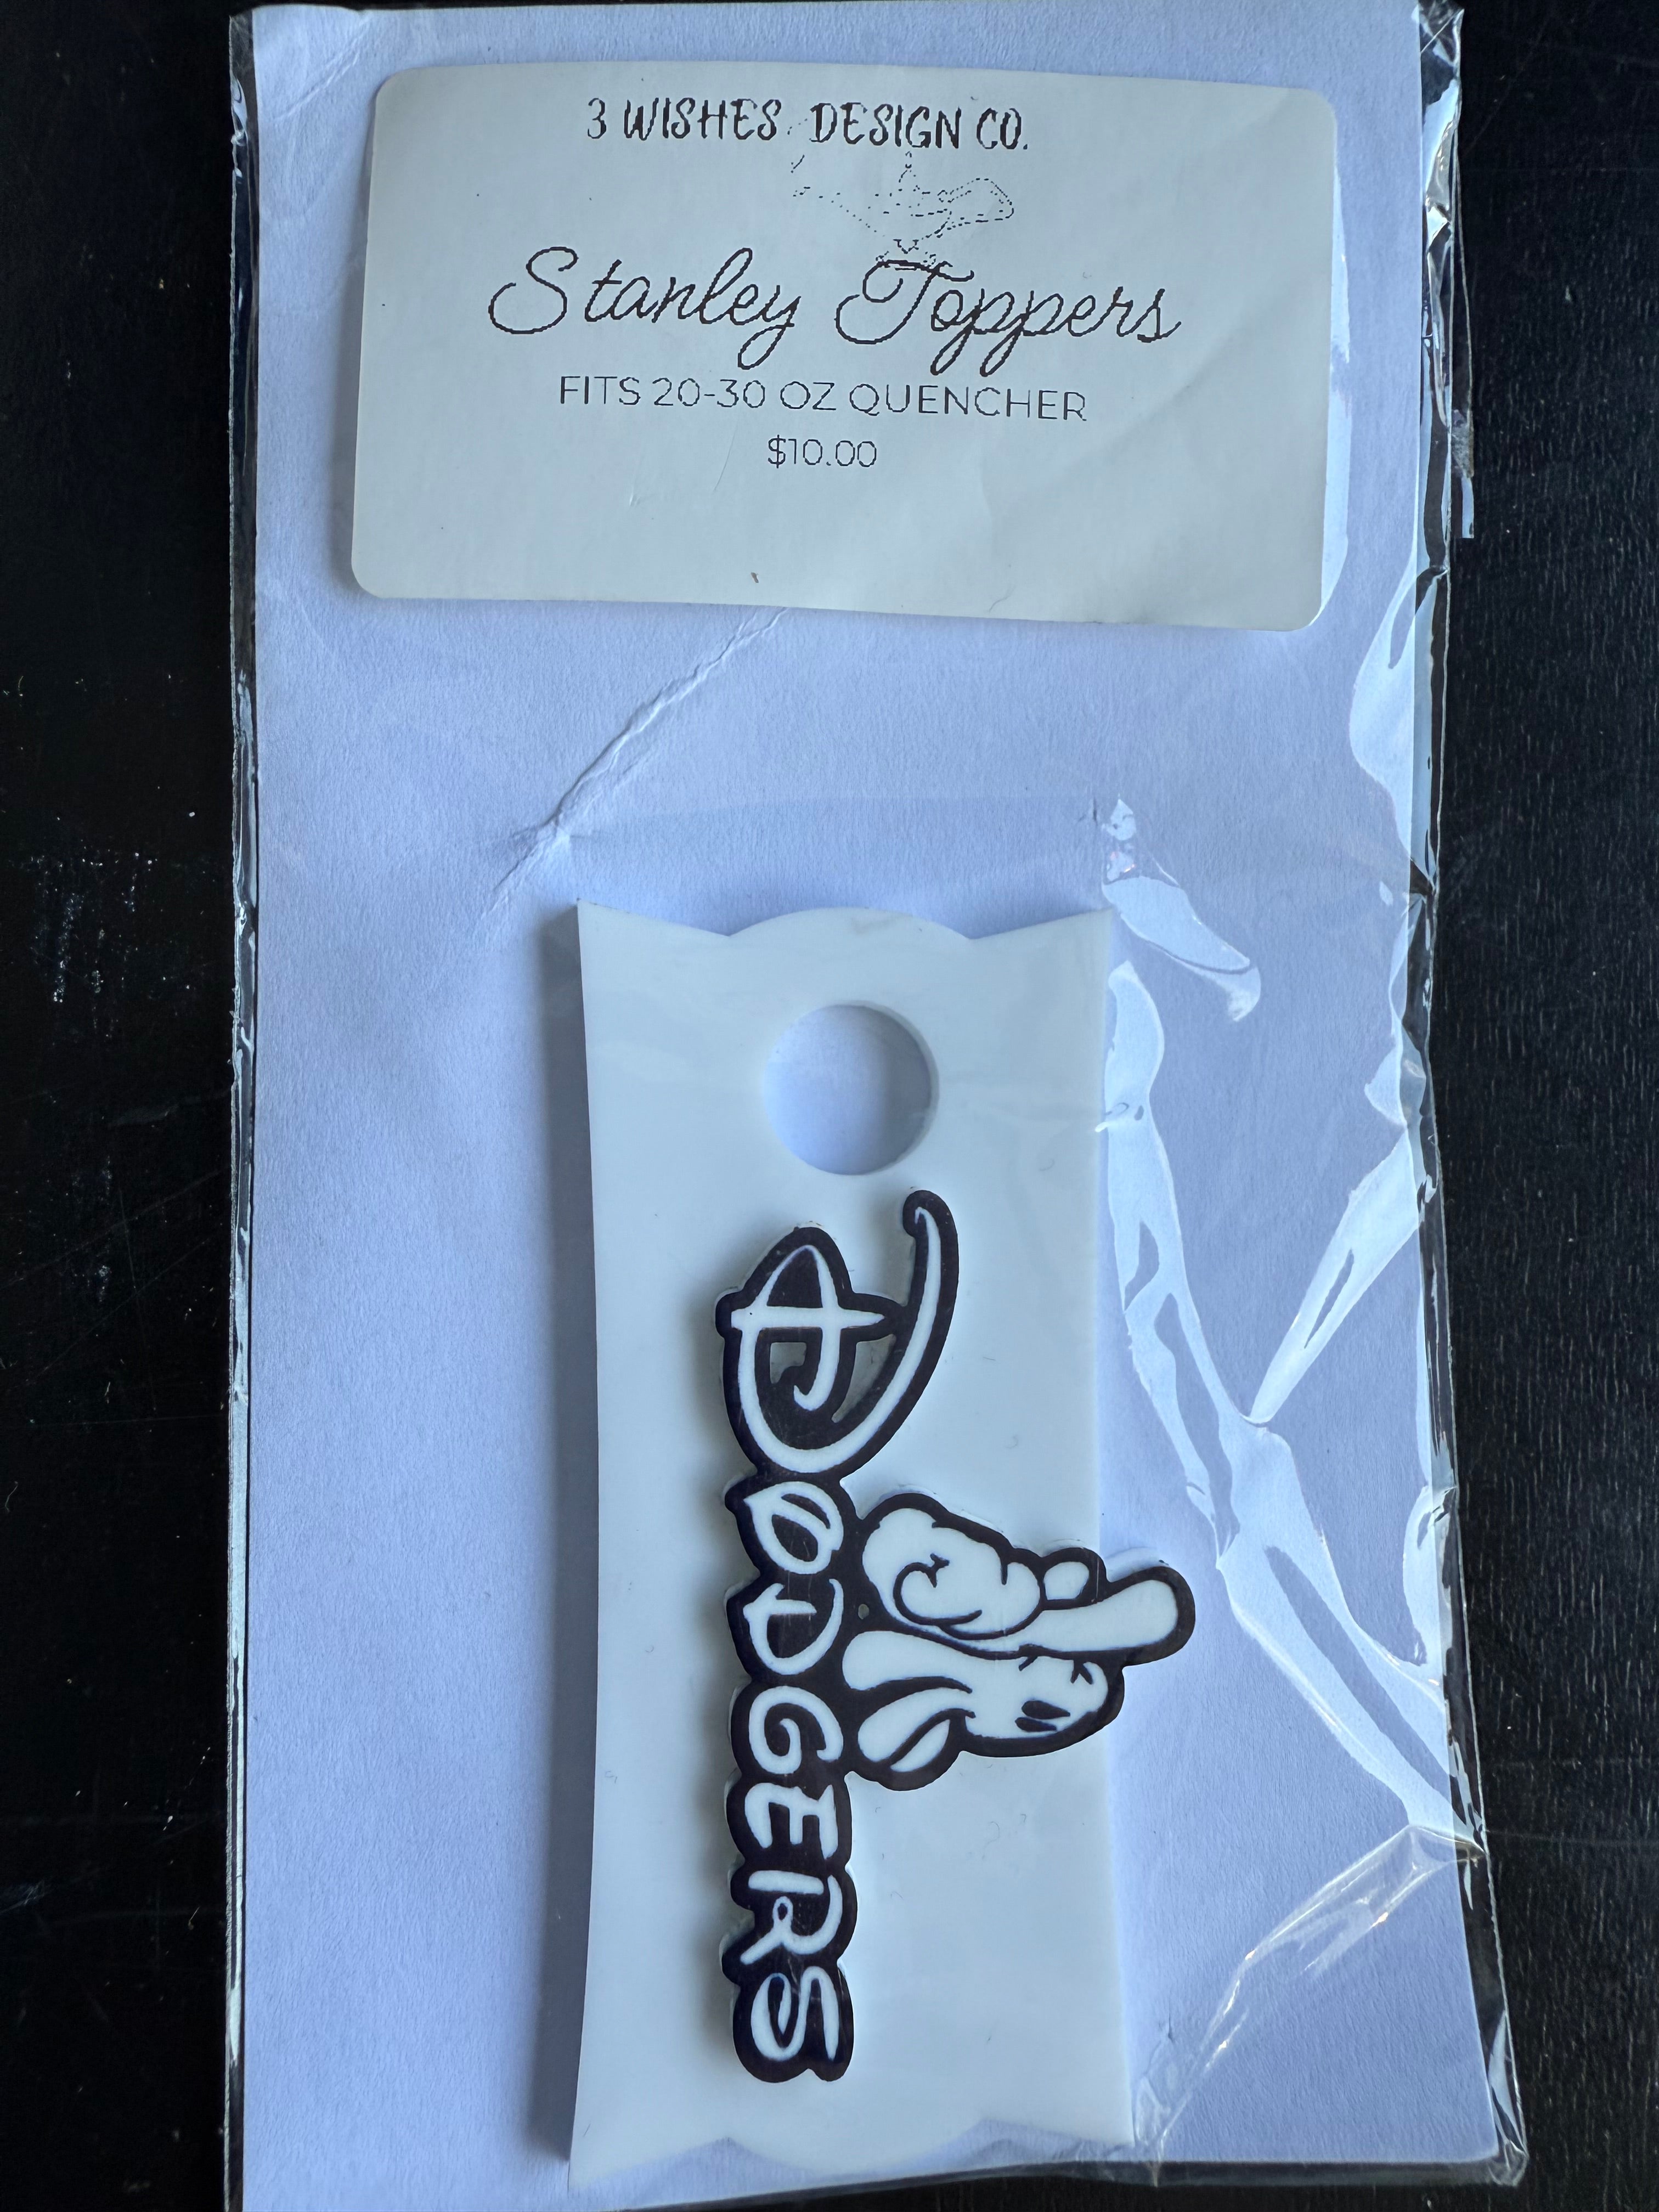 3 WISHES DESIGN CO.
Stanley Toppers
FITS 20-30 OZ QUENCHER
$10.00
DODGERS